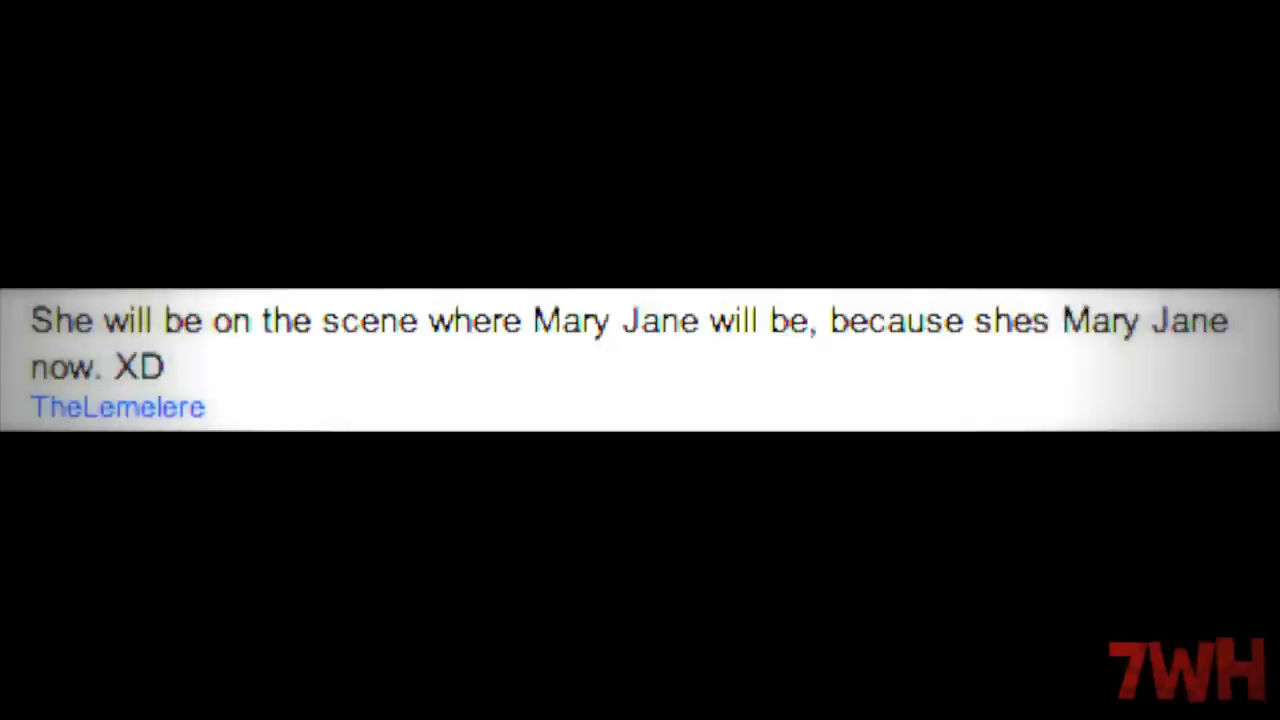 She will be on the scene where Mary Jane will be, because shes Mary Jane
now. XD
TheLemelere
7WH